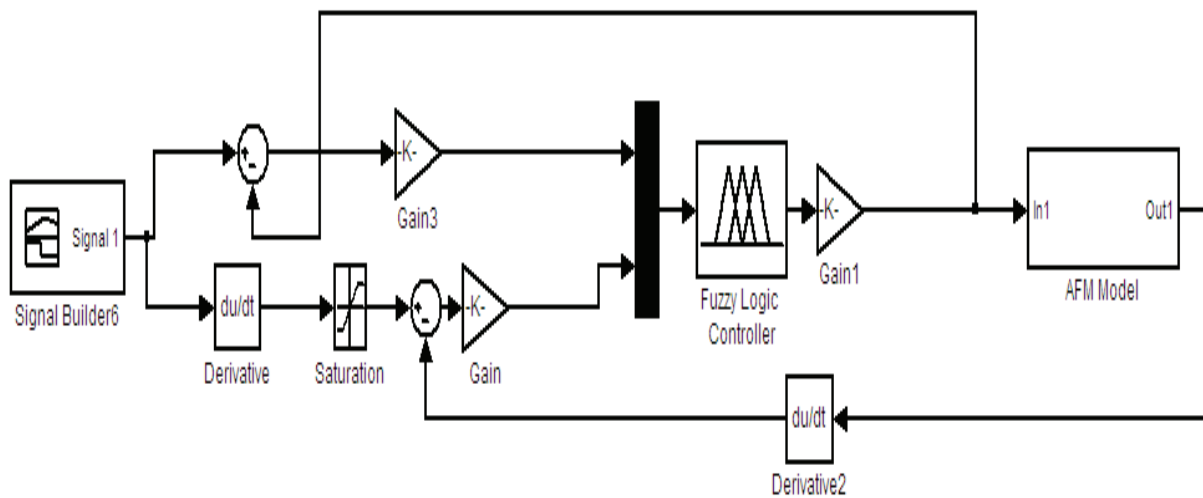 -K-
Gain3
Signal 1
Signal Builder6
du/dt
Derivative
Saturation
-K-
Gain
Fuzzy Logic
Controller
-K-
Gain1
In1
Out1
AFM Model
du/dt
Derivative2